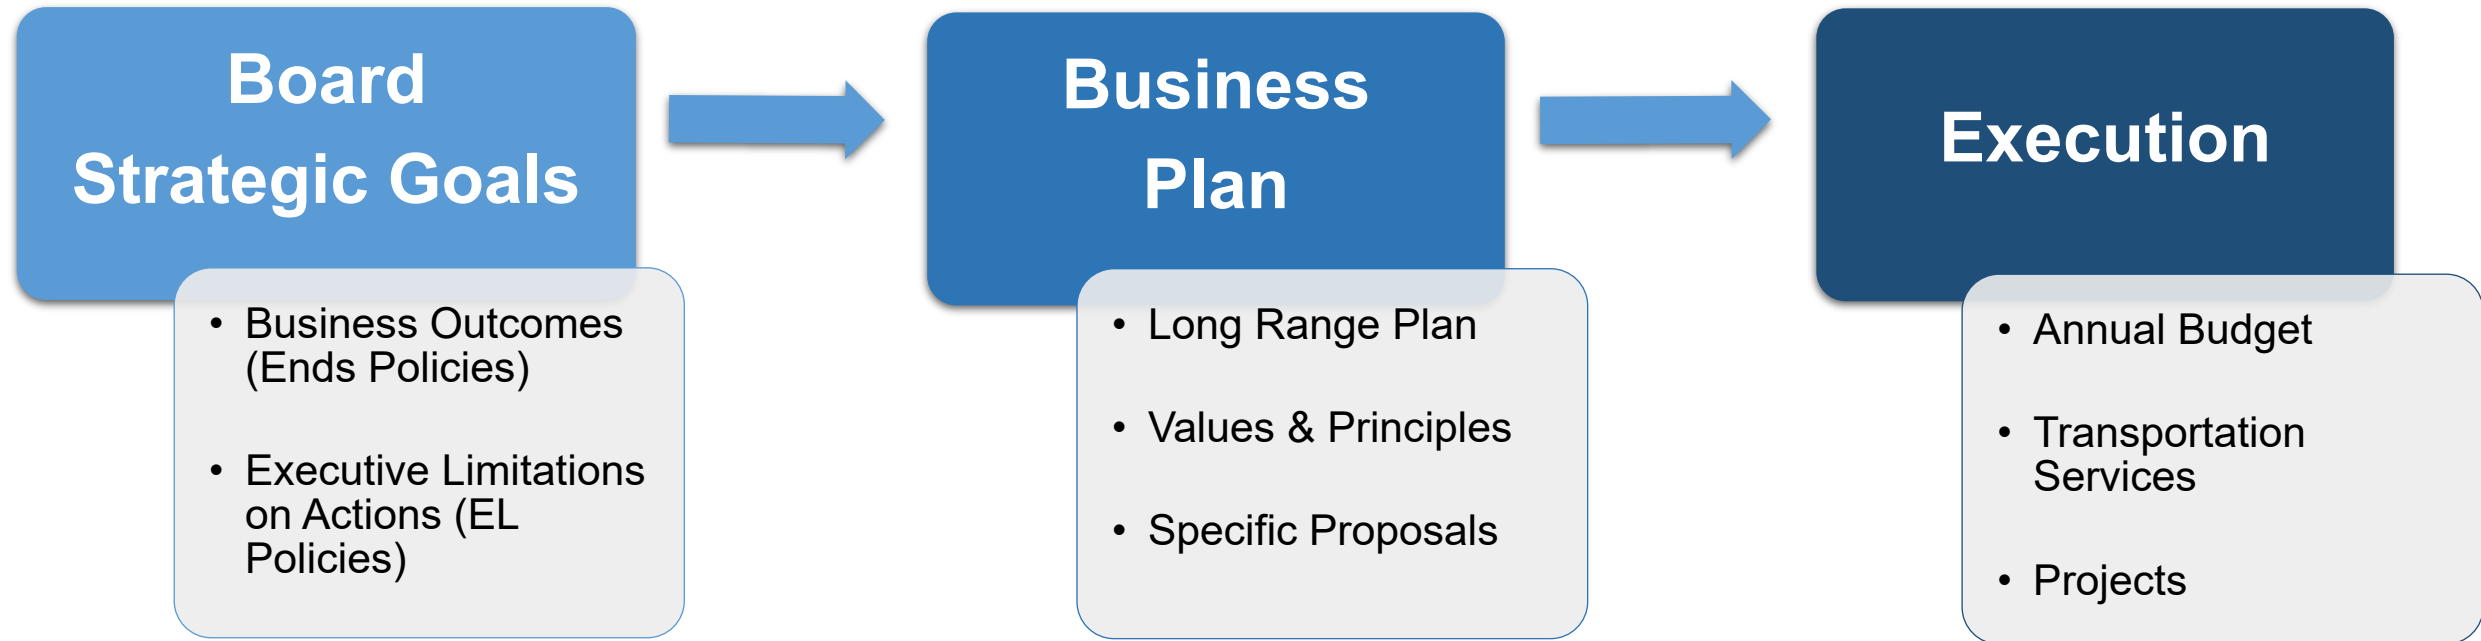 Board
Strategic Goals
• Business Outcomes
(Ends Policies)
• Executive Limitations
on Actions (EL
Policies)
Business
Plan
• Long Range Plan
• Values & Principles
• Specific Proposals
Execution
• Annual Budget
• Transportation
Services
• Projects